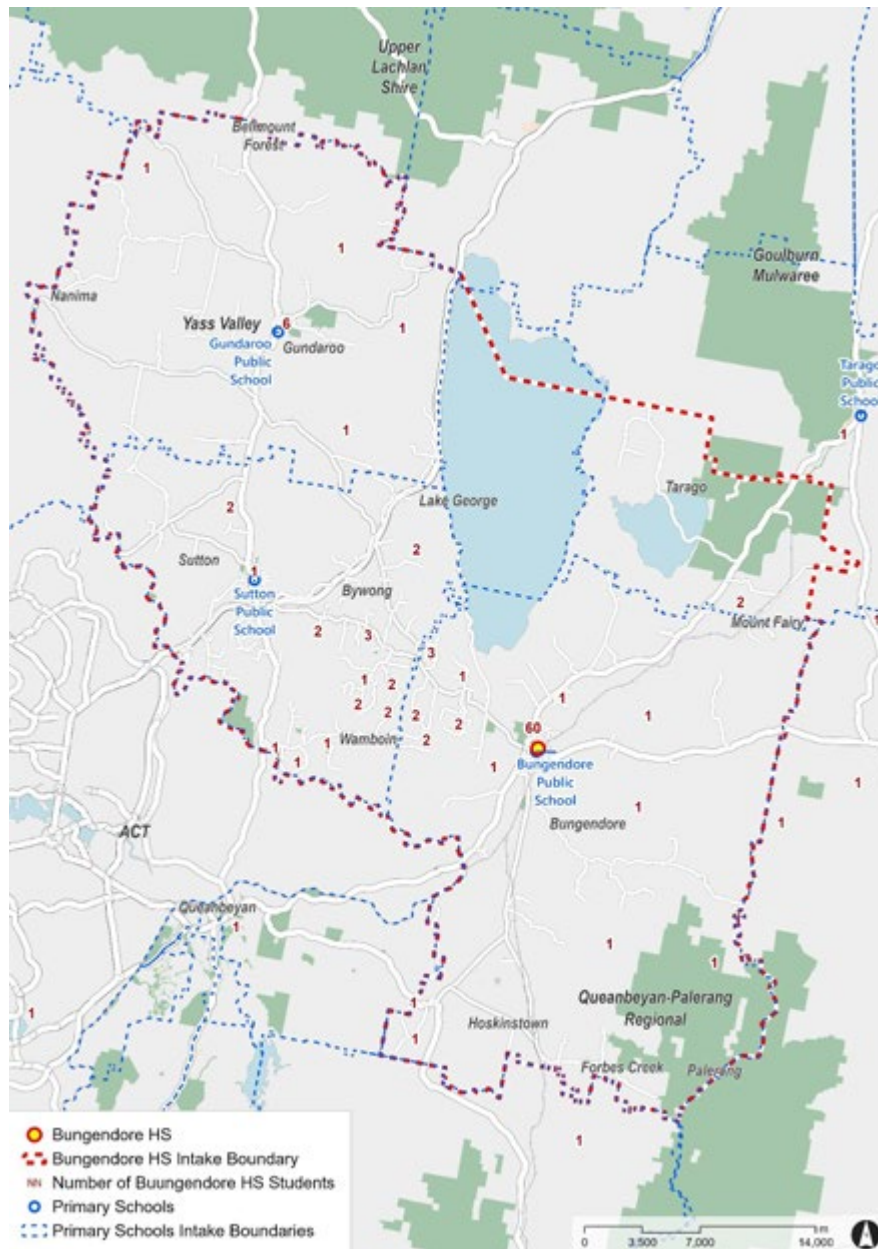 Upper
Lachlan
Shire
Bellmount
Forest
1
1
Goulburn
Mulwaree
Nanima
Yass Valley
6
Gundaroo
Public
School
Gundaroo
1
Tarago
Public
School
1
1
Tarago
Lake George
2
Sutton
1
Sutton
Public
School
2
Bywong
2
Mount Fairy
1
2
3
3
1
2
1
2
2
2
2
1
1
60
Wamboin
2
1
1
1
1
Bungendore
Public
School
1
1
1
Bungendore
ACT
Queanbeyan
1
1
1
Queanbeyan-Palerang
Regional
1
1
1
Hoskinstown
Forbes Creek
Palerang
1
Bungendore HS
Bungendore HS Intake Boundary
NN Number of Buungendore HS Students
Primary Schools
Primary Schools Intake Boundaries
m
0 3,500 7,000 14,000